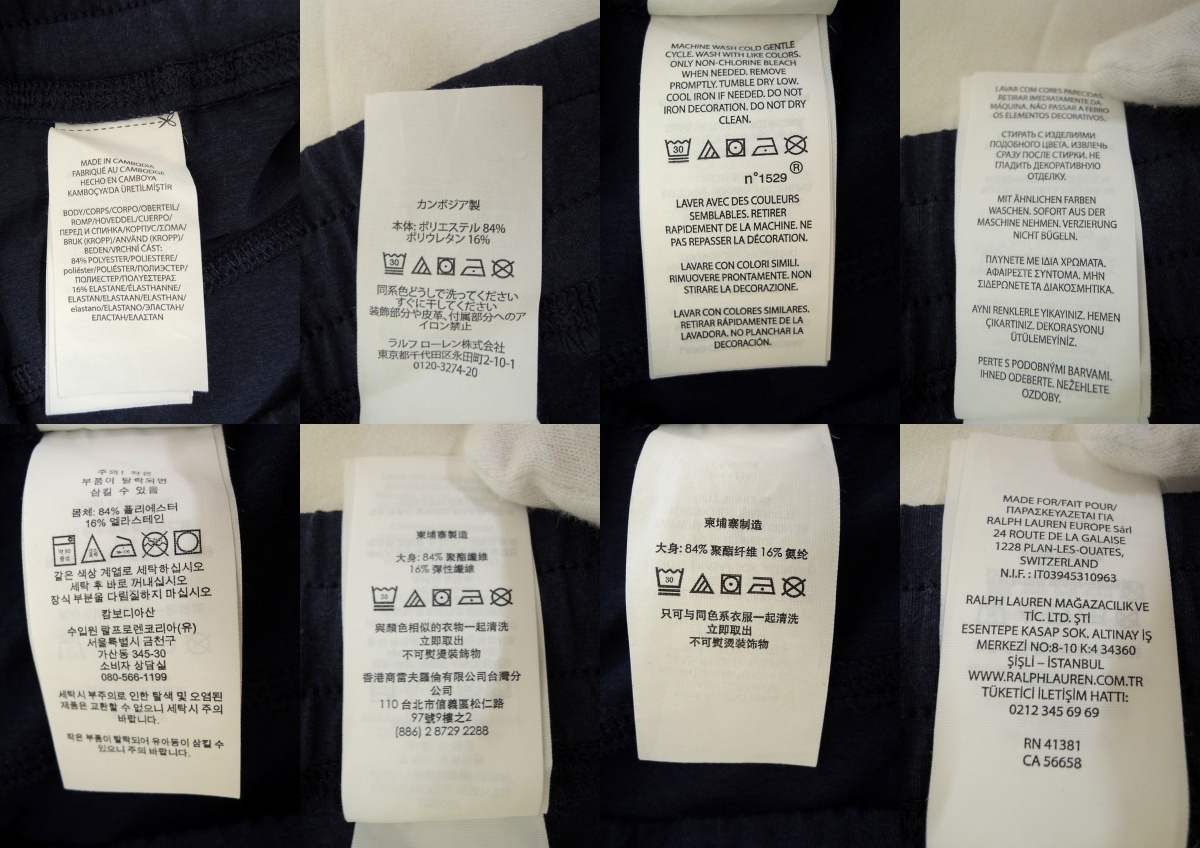 MADE IN CAMBODIA
FABRIQUÉ AU CAMBODGE
HECHO EN CAMBOYA
KAMBOÇYA'DA ÜRETİLMİŞTİR
BODY/CORPS/CORPO/OBERTEIL/
ROMP/HOVEDDEL/CUERPO/
ПЕРЕД И СПИНКА/КОРПУС/ΣΩΜΑ/
BRUK (KROPP)/ANVÄND (KROPP)/
BEDEN/VRCHNÍ ČÁST:
84% POLYESTER/POLIESTERE/
poliéster/POLIÉSTER/ПОЛИЭСТЕР/
ПОЛИЕСТЕР/ΠΟΛΥΕΣΤΕΡΑΣ
16% ELASTANE/ÉLASTHANNE/
ELASTAN/ELASTAAN/ELASTHAN/
elastano/ELASTANO/ЭЛАСТАН/
ЕЛАСТАН/ΕΛΑΣΤΑΝ
カンボジア製
本体: ポリエステル 84%
ポリウレタン 16%
30
同系色どうしで洗ってください
すぐに干してください
装飾部分や皮革、付属部分へのア
イロン禁止
ラルフ ローレン株式会社
東京都千代田区永田町2-10-1
0120-3274-20
MACHINE WASH COLD GENTLE
CYCLE. WASH WITH LIKE COLORS.
ONLY NON-CHLORINE BLEACH
WHEN NEEDED. REMOVE
PROMPTLY. TUMBLE DRY LOW.
COOL IRON IF NEEDED. DO NOT
IRON DECORATION. DO NOT DRY
CLEAN.
30
n°1529 ®
LAVER AVEC DES COULEURS
SEMBLABLES. RETIRER
RAPIDEMENT DE LA MACHINE. NE
PAS REPASSER LA DÉCORATION.
LAVARE CON COLORI SIMILI.
RIMUOVERE PRONTAMENTE. NON
STIRARE LA DECORAZIONE.
LAVAR CON COLORES SIMILARES.
RETIRAR RÁPIDAMENTE DE LA
LAVADORA. NO PLANCHAR LA
DECORACIÓN.
LAVAR COM CORES PARECIDAS.
RETIRAR IMEDIATAMENTE DA
MÁQUINA. NÃO PASSAR A FERRO
OS ELEMENTOS DECORATIVOS.
СТИРАТЬ С ИЗДЕЛИЯМИ
ПОДОБНОГО ЦВЕТА. ИЗВЛЕЧЬ
СРАЗУ ПОСЛЕ СТИРКИ. НЕ
ГЛАДИТЬ ДЕКОРАТИВНУЮ
ОТДЕЛКУ.
MIT ÄHNLICHEN FARBEN
WASCHEN. SOFORT AUS DER
MASCHINE NEHMEN. VERZIERUNG
NICHT BÜGELN.
ΠΛΥΝΕΤΕ ΜΕ ΙΔΙΑ ΧΡΩΜΑΤΑ.
ΑΦΑΙΡΕΣΤΕ ΣΥΝΤΟΜΑ. ΜΗΝ
ΣΙΔΕΡΩΝΕΤΕ ΤΑ ΔΙΑΚΟΣΜΗΤΙΚΑ.
AYNI RENKLERLE YIKAYINIZ. HEMEN
ÇIKARTINIZ. DEKORASYONU
ÜTÜLEMEYİNİZ.
PERTE S PODOBNÝMI BARVAMI.
IHNED ODEBERTE. NEŽEHLETE
OZDOBY.
주의! 작은
부품이 탈락되면
삼킬 수 있음
몸체: 84% 폴리에스터
16% 엘라스테인
약 30
중성
같은 색상 계열로 세탁하십시오
세탁 후 바로 꺼내십시오
장식 부분을 다림질하지 마십시오
캄보디아산
수입원 랄프로렌코리아(유)
서울특별시 금천구
가산동 345-30
소비자 상담실
080-566-1199
세탁시 부주의로 인한 탈색 및 오염된
제품은 교환할 수 없으니 세탁시 주의
바랍니다.
작은 부품이 탈락되어 유아동이 삼킬 수
있으니 주의 바랍니다.
柬埔寨製造
大身: 84% 聚酯纖維
16% 彈性纖維
30
與顏色相似的衣物一起清洗
立即取出
不可熨燙裝飾物
香港商雷夫羅倫有限公司台灣分
公司
110 台北市信義區松仁路
97號9樓之2
(886) 2 8729 2288
柬埔寨制造
大身: 84% 聚酯纤维 16% 氨纶
30
只可与同色系衣服一起清洗
立即取出
不可熨烫装饰物
MADE FOR/FAIT POUR/
ΠΑΡΑΣΚΕΥΑΖΕΤΑΙ ΓΙΑ
RALPH LAUREN EUROPE Sárl
24 ROUTE DE LA GALAISE
1228 PLAN-LES-OUATES,
SWITZERLAND
N.I.F. : IT03945310963
RALPH LAUREN MAĞAZACILIK VE
TİC. LTD. ŞTİ
ESENTEPE KASAP SOK. ALTINAY İŞ
MERKEZİ NO:8-10 K:4 34360
ŞİŞLİ – İSTANBUL
WWW.RALPHLAUREN.COM.TR
TÜKETİCİ İLETİŞİM HATTI:
0212 345 69 69
RN 41381
CA 56658